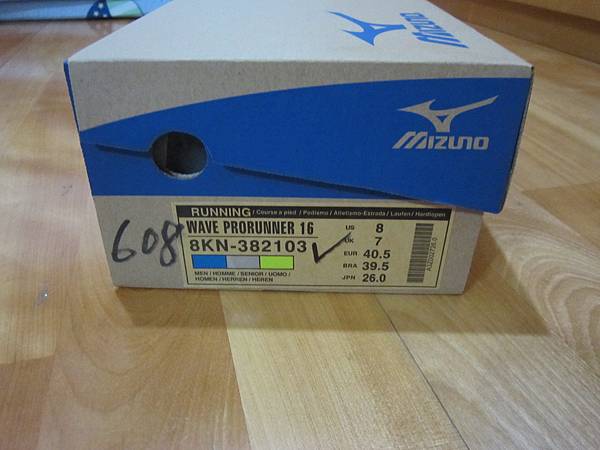 MIZUNO
MIZUNO
608
RUNNING / Course à pied / Podismo / Atletismo-Estrada / Laufen / Hardlopen
WAVE PRORUNNER 16
8KN-382103
MEN / HOMME / SENIOR / UOMO /
HOMEN / HERREN / HEREN
US 8
UK 7
EUR 40.5
BRA 39.5
JPN 26.0